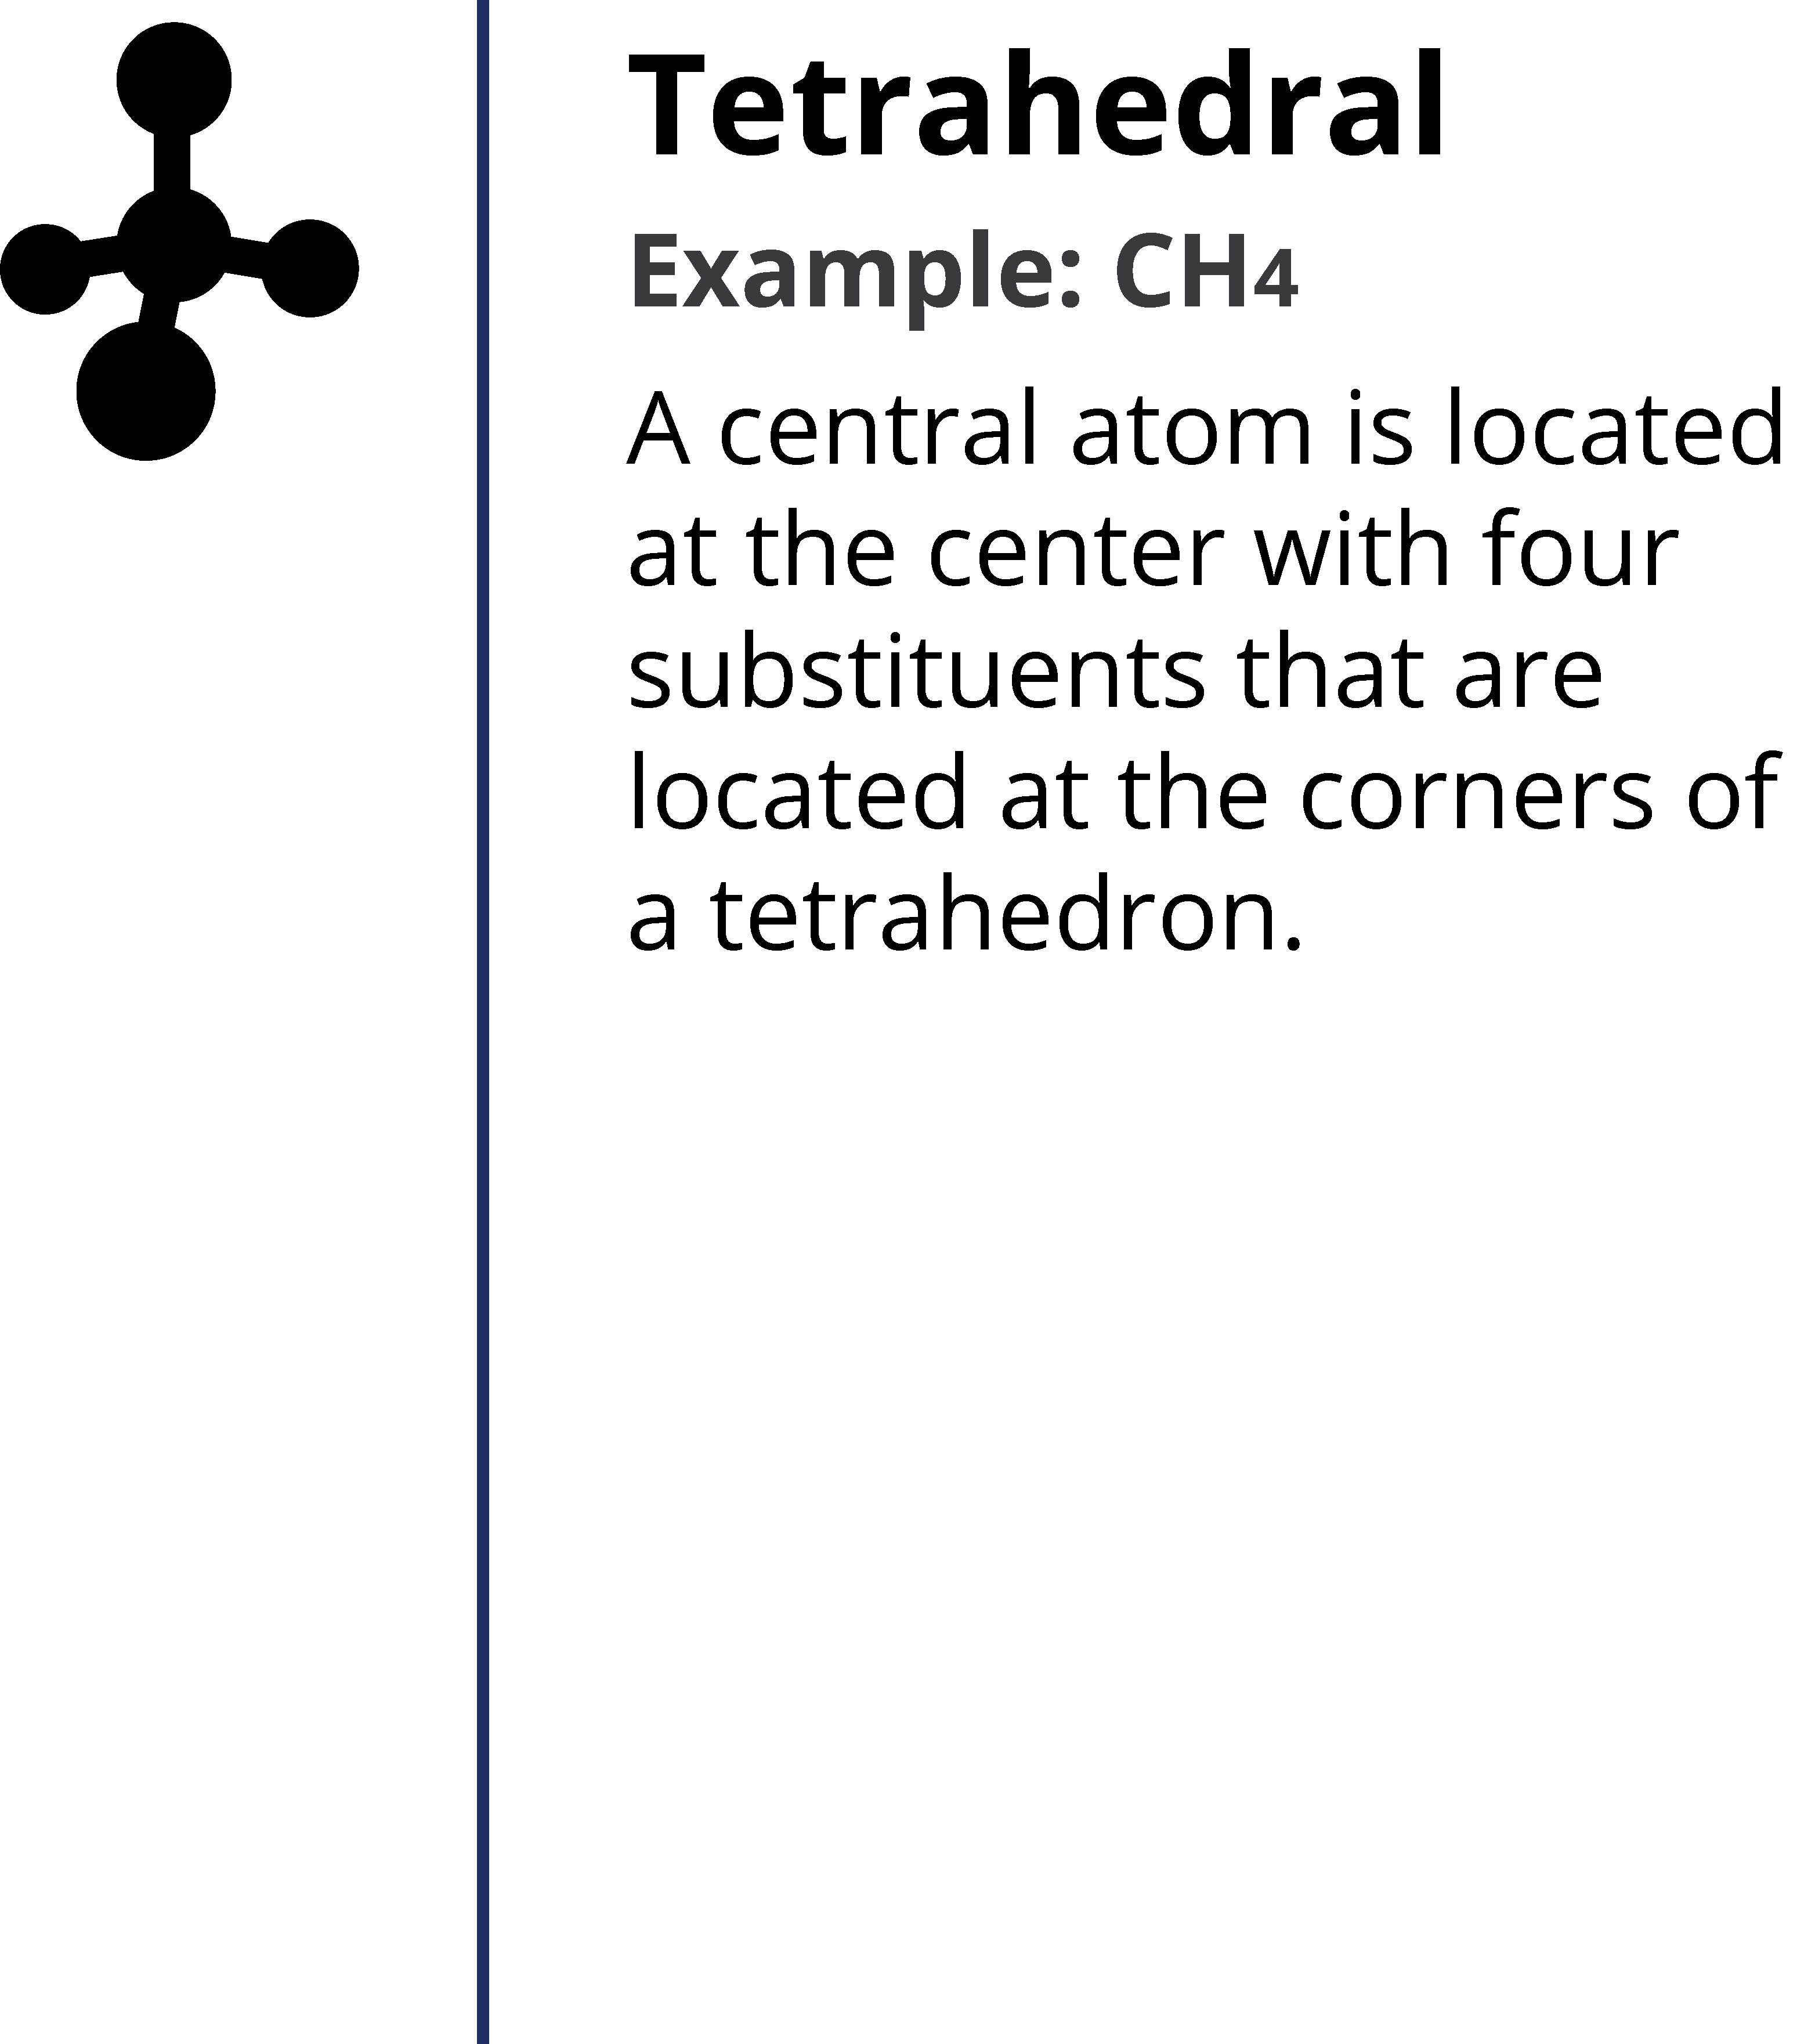 Tetrahedral
Example: CH4
A central atom is located
at the center with four
substituents that are
located at the corners of
a tetrahedron.